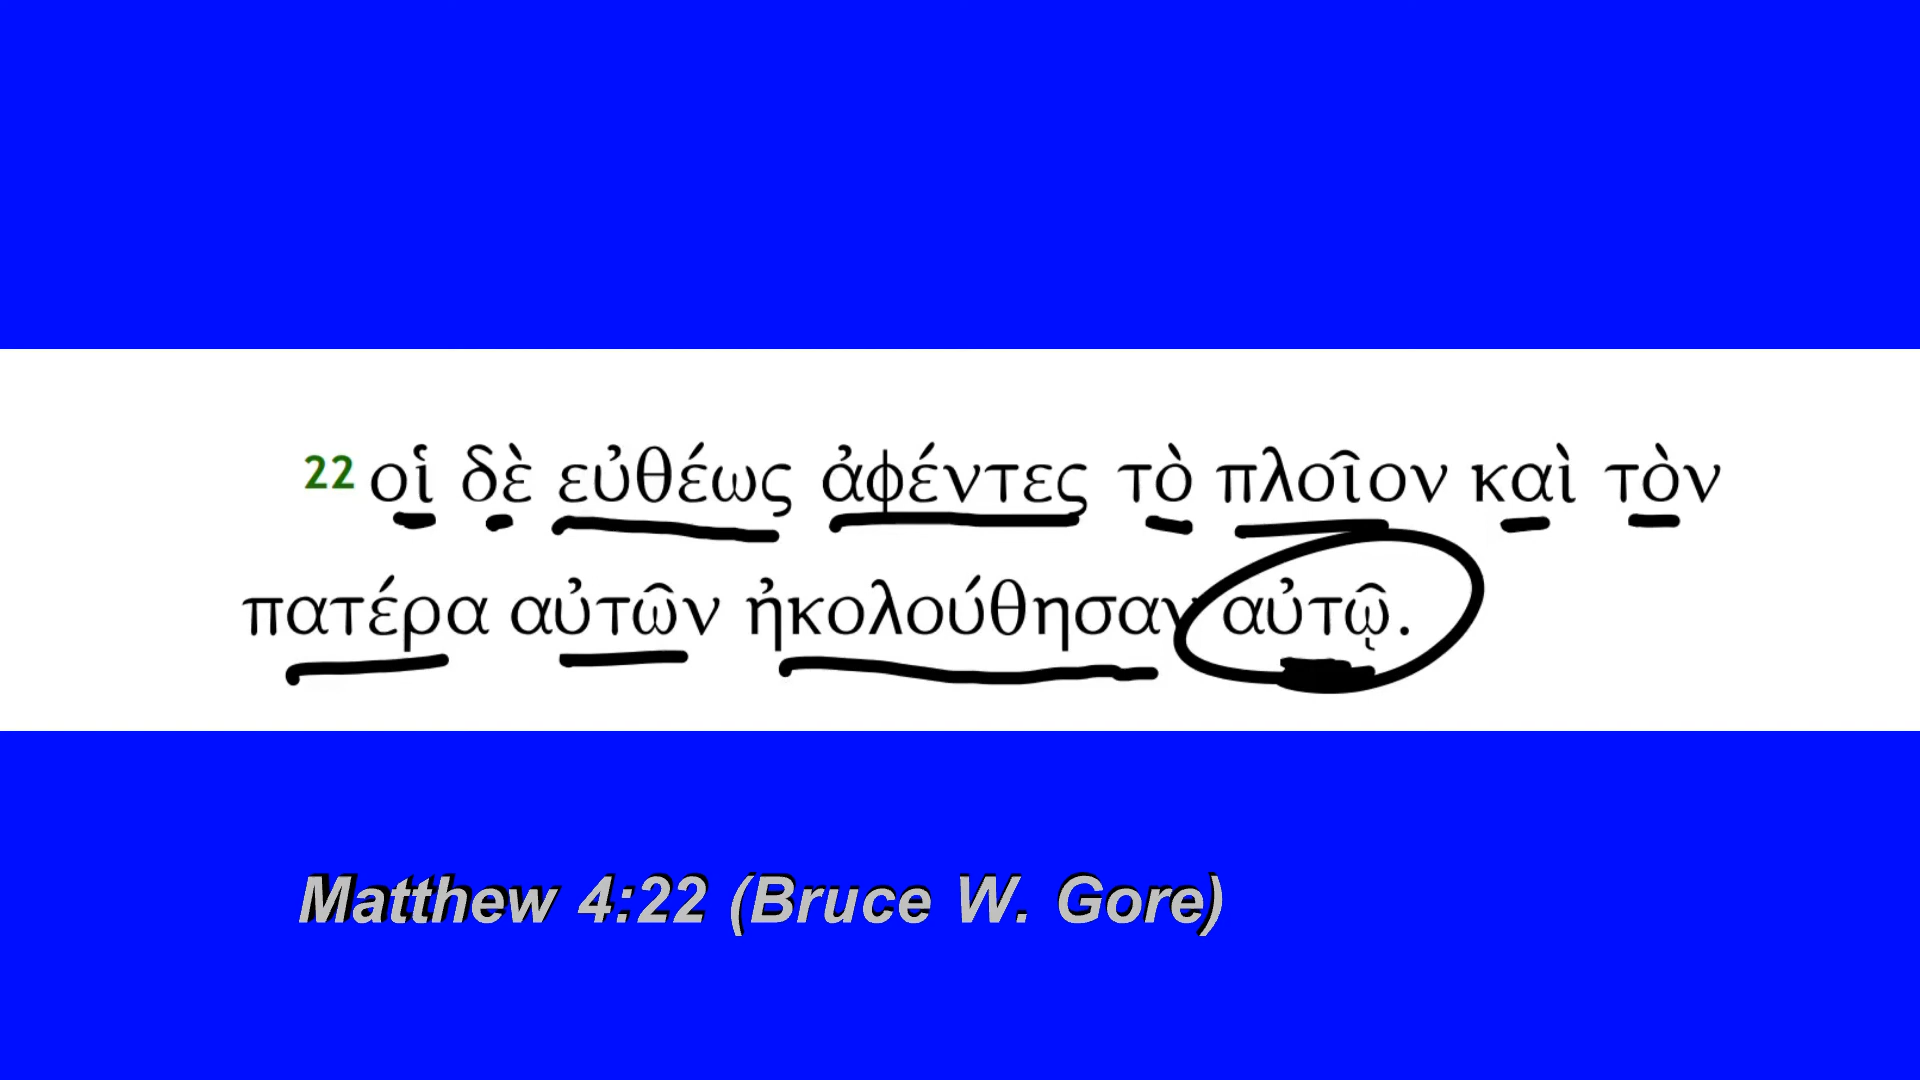 22 οἱ δὲ εὐθέως ἀφέντες τὸ πλοῖον καὶ τὸν
πατέρα αὐτῶν ἠκολούθησαν αὐτῷ.
Matthew 4:22 (Bruce W. Gore)